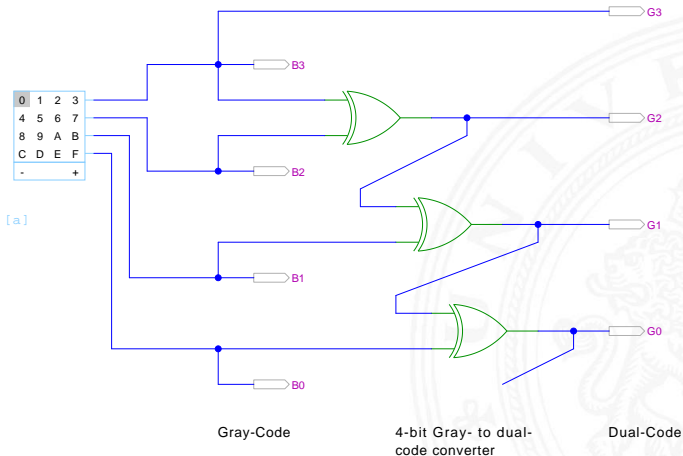 G3
B3
0 1 2 3
4 5 6 7
8 9 A B
C D E F
- +
G2
B2
[a]
G1
B1
G0
B0
Gray-Code
4-bit Gray- to dual-
code converter
Dual-Code